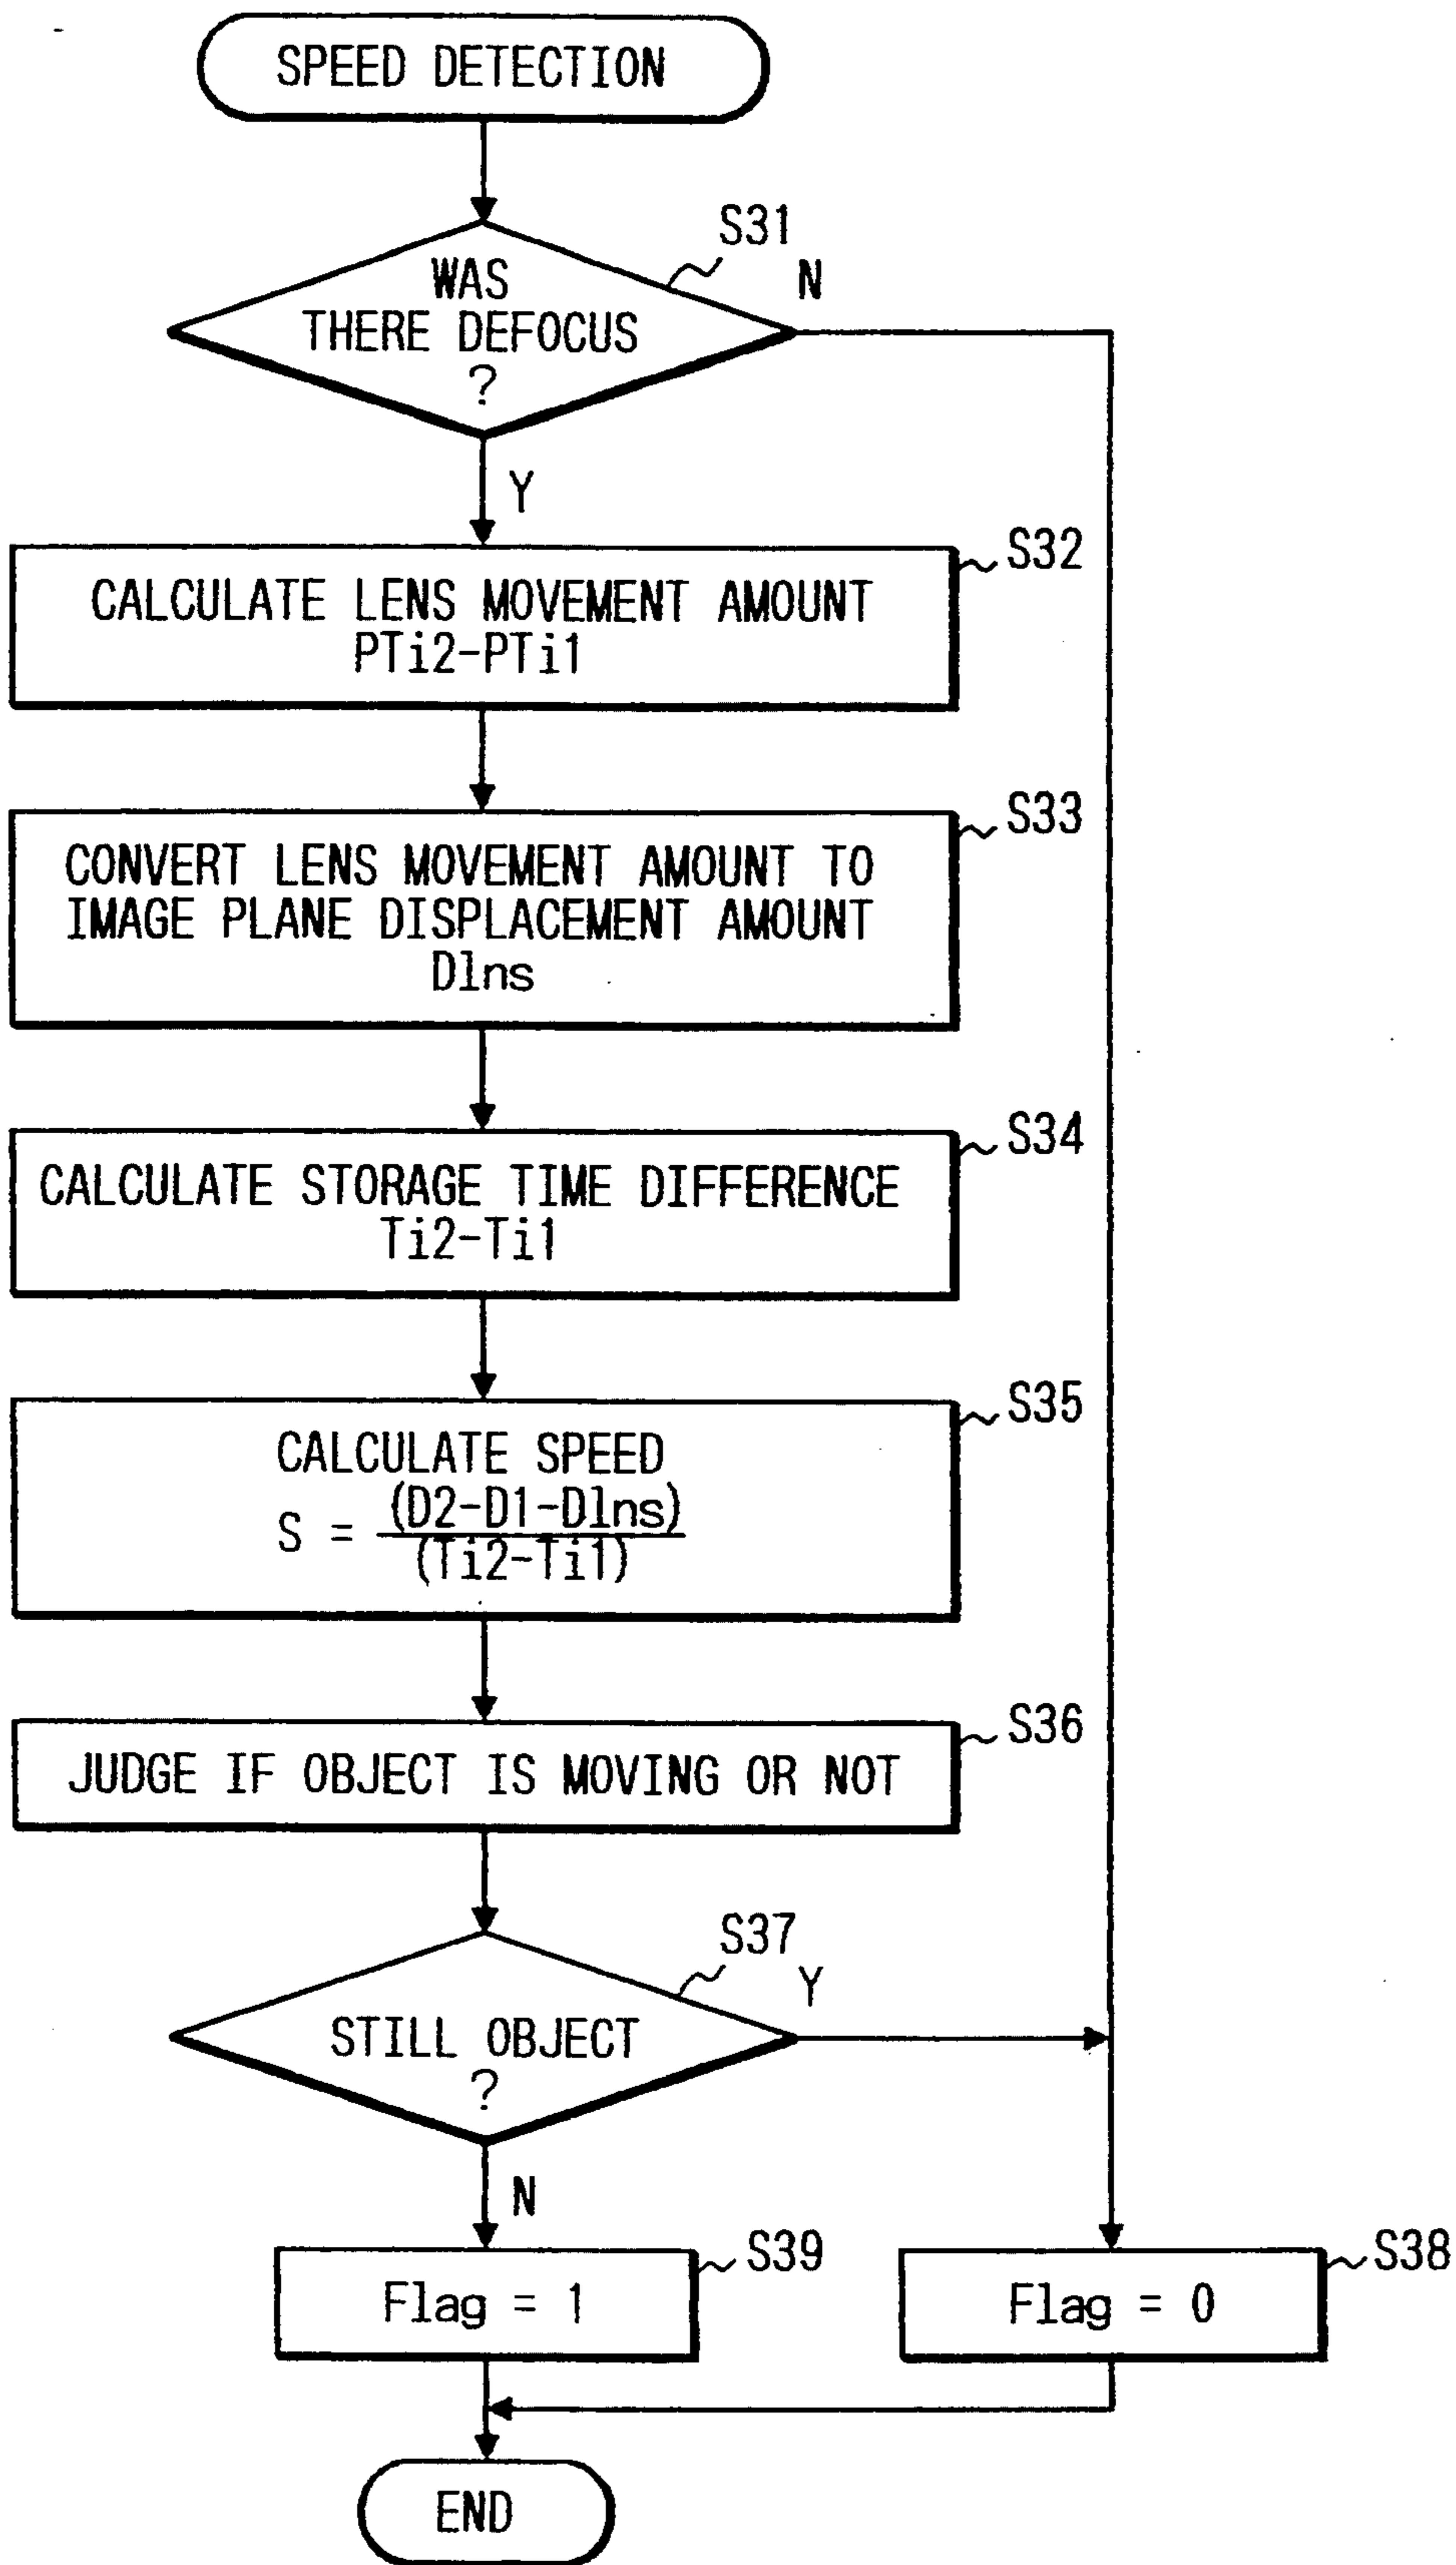 SPEED DETECTION
S31
WAS
THERE DEFOCUS
?
N
Y
S32
CALCULATE LENS MOVEMENT AMOUNT
PTi2-PTi1
S33
CONVERT LENS MOVEMENT AMOUNT TO
IMAGE PLANE DISPLACEMENT AMOUNT
Dlns
S34
CALCULATE STORAGE TIME DIFFERENCE
Ti2-Ti1
S35
CALCULATE SPEED
S = (D2-D1-Dlns)
(Ti2-Ti1)
S36
JUDGE IF OBJECT IS MOVING OR NOT
S37
Y
STILL OBJECT
?
N
S39
Flag = 1
S38
Flag = 0
END